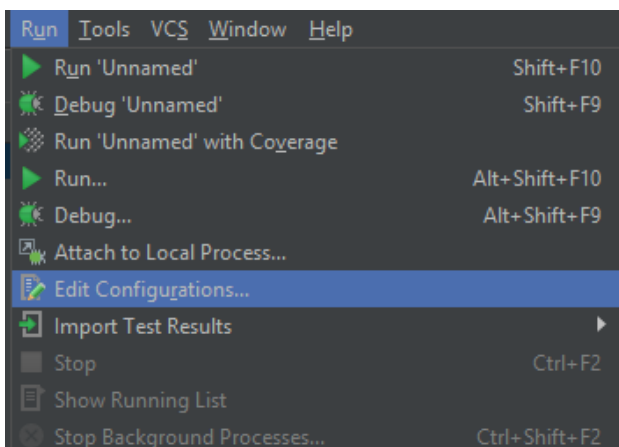 Run Tools VCS Window Help
Run 'Unnamed' Shift+F10
Debug 'Unnamed' Shift+F9
Run 'Unnamed' with Coverage
Run... Alt+Shift+F10
Debug... Alt+Shift+F9
Attach to Local Process...
Edit Configurations...
Import Test Results
Stop Ctrl+F2
Show Running List
Stop Background Processes... Ctrl+Shift+F2